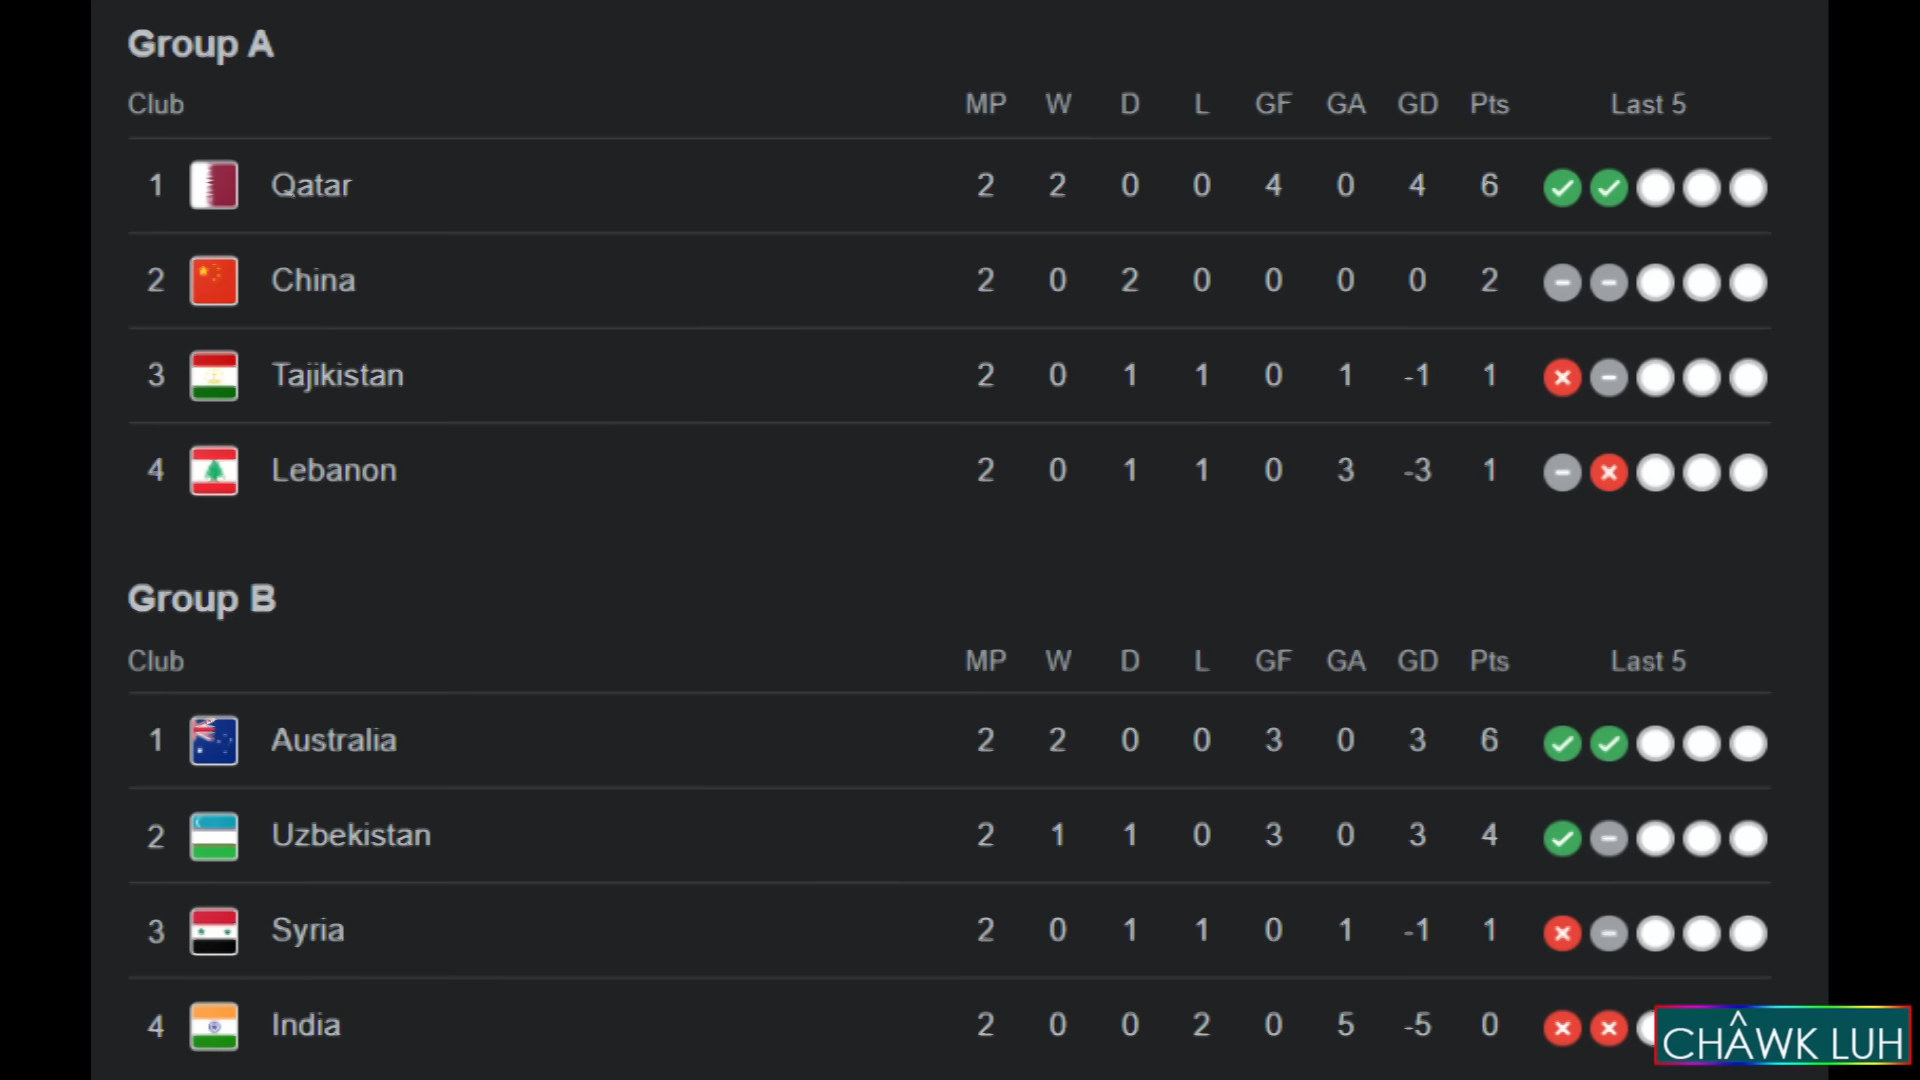 Group A
Club MP W D L GF GA GD Pts Last 5
1 Qatar 2 2 0 0 4 0 4 6
2 China 2 0 2 0 0 0 0 2
3 Tajikistan 2 0 1 1 0 1 -1 1
4 Lebanon 2 0 1 1 0 3 -3 1
Group B
Club MP W D L GF GA GD Pts Last 5
1 Australia 2 2 0 0 3 0 3 6
2 Uzbekistan 2 1 1 0 3 0 3 4
3 Syria 2 0 1 1 0 1 -1 1
4 India 2 0 0 2 0 5 -5 0
CHÂWK LUH